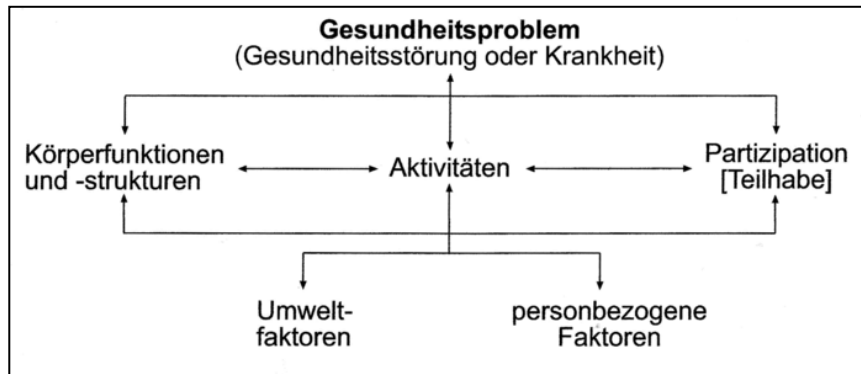 Gesundheitsproblem
(Gesundheitsstörung oder Krankheit)
Körperfunktionen
und -strukturen
Aktivitäten
Partizipation
[Teilhabe]
Umwelt-
faktoren
personbezogene
Faktoren